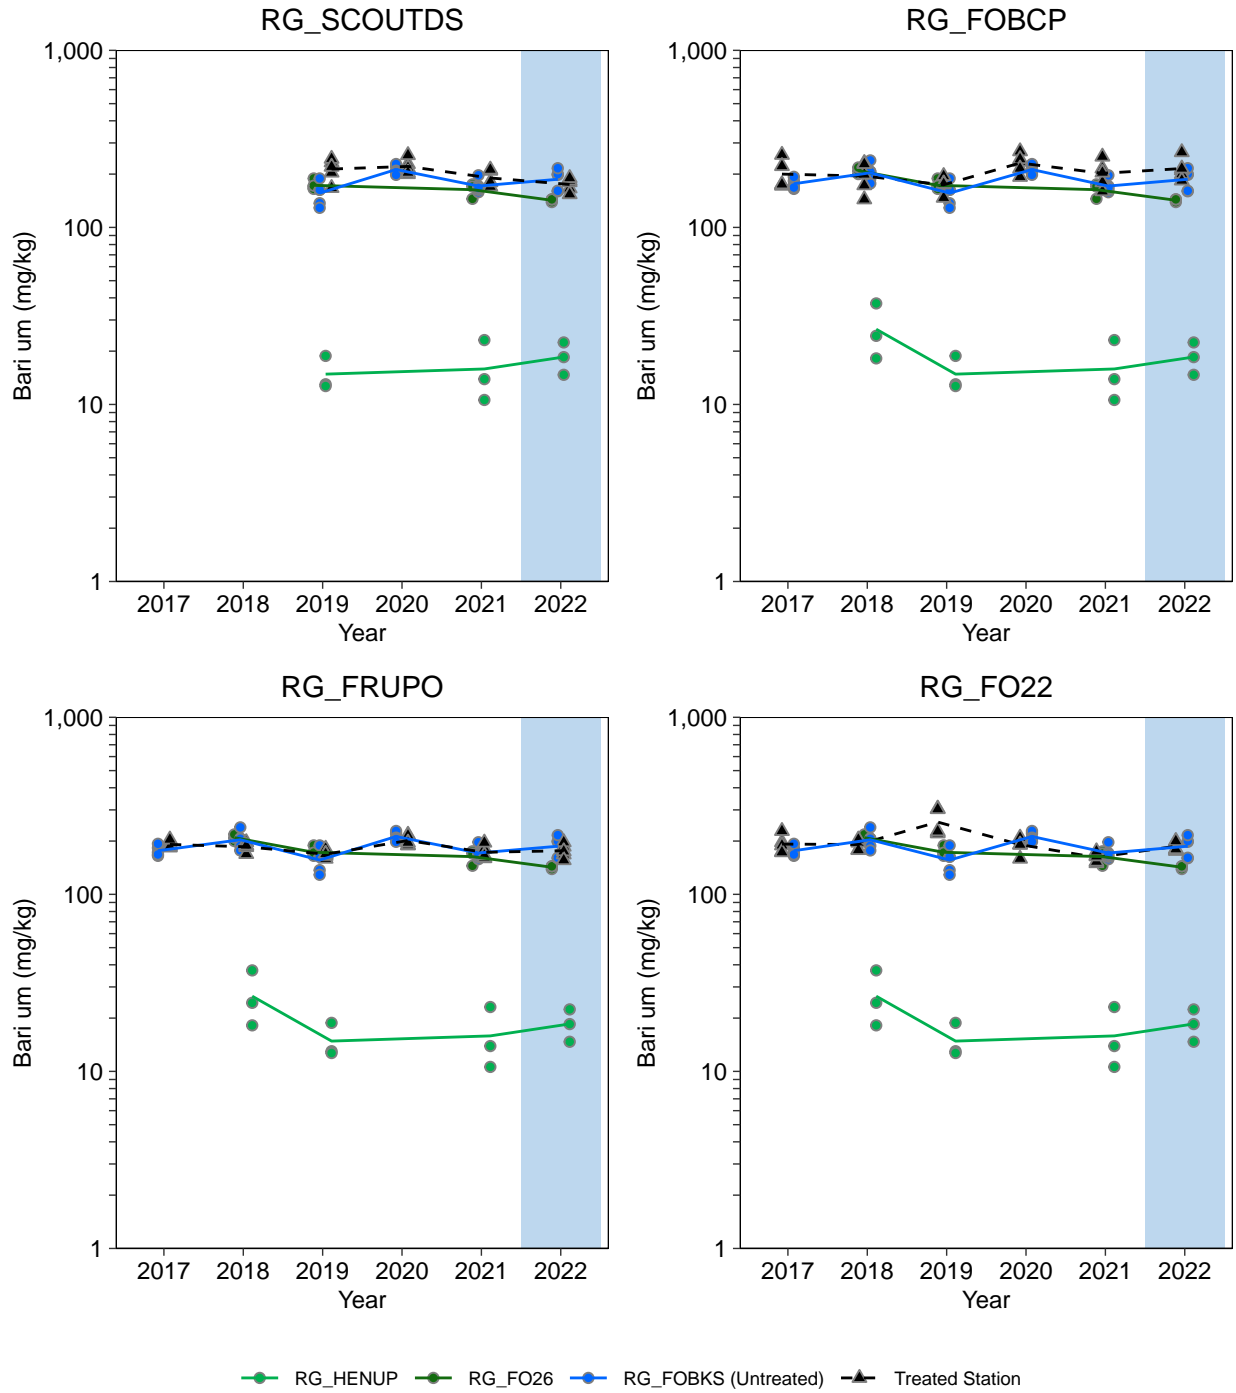 RG_SCOUTDS
RG_FOBCP
1,000
100
10
1
Bari um (mg/kg)
2017 2018 2019 2020 2021 2022
Year
1,000
100
10
1
Bari um (mg/kg)
2017 2018 2019 2020 2021 2022
Year
RG_FRUPO
RG_FO22
1,000
100
10
1
Bari um (mg/kg)
2017 2018 2019 2020 2021 2022
Year
1,000
100
10
1
Bari um (mg/kg)
2017 2018 2019 2020 2021 2022
Year
RG_HENUP RG_FO26 RG_FOBKS (Untreated) Treated Station